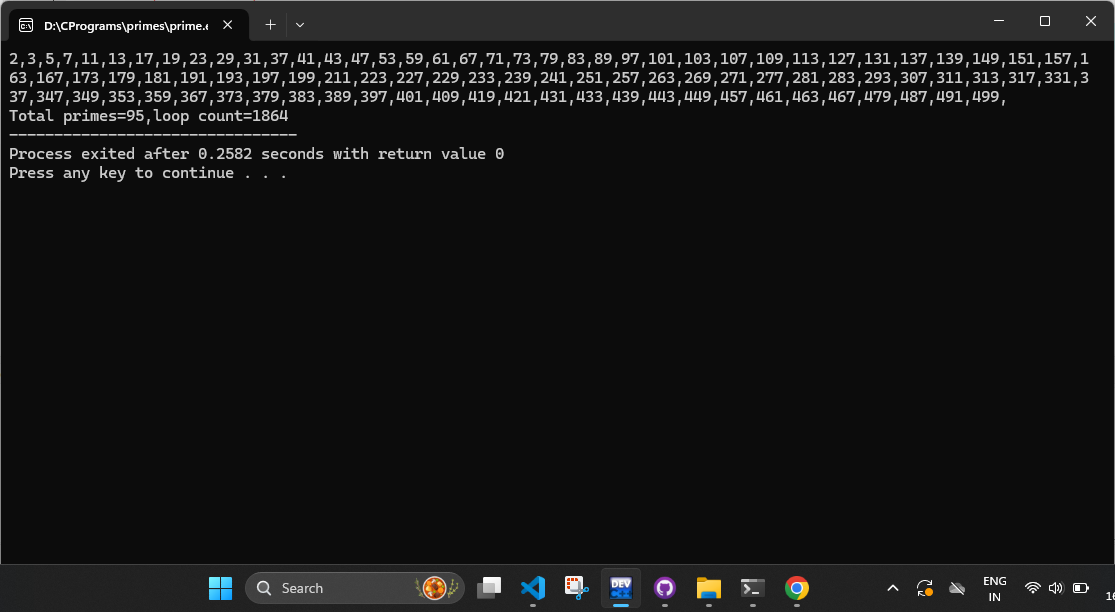 D:\CPrograms\primes\prime.e
2,3,5,7,11,13,17,19,23,29,31,37,41,43,47,53,59,61,67,71,73,79,83,89,97,101,103,107,109,113,127,131,137,139,149,151,157,1
63,167,173,179,181,191,193,197,199,211,223,227,229,233,239,241,251,257,263,269,271,277,281,283,293,307,311,313,317,331,3
37,347,349,353,359,367,373,379,383,389,397,401,409,419,421,431,433,439,443,449,457,461,463,467,479,487,491,499,
Total primes=95,loop count=1864
--------------------------------
Process exited after 0.2582 seconds with return value 0
Press any key to continue . . .
Search
DEV
ENG
IN